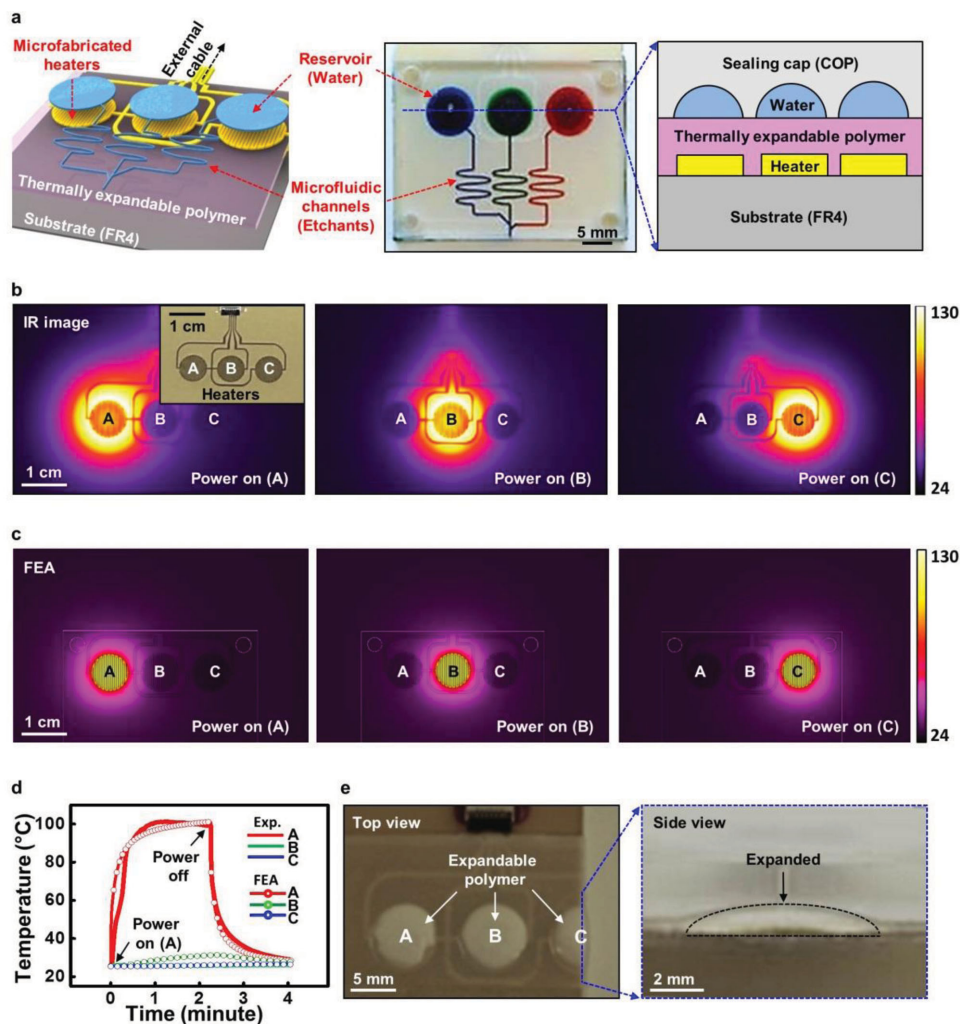 a
Microfabricated
heaters
External
cable
Reservoir
(Water)
Thermally expandable polymer
Substrate (FR4)
Microfluidic
channels
(Etchants)
5 mm
Sealing cap (COP)
Water
Thermally expandable polymer
Heater
Substrate (FR4)
b
IR image
1 cm
A B C
Heaters
A B C
1 cm
Power on (A)
A B C
Power on (B)
A B C
Power on (C)
130
24
c
FEA
A B C
1 cm
Power on (A)
A B C
Power on (B)
A B C
Power on (C)
130
24
d
Temperature (°C)
100
80
60
40
20
Exp.
A
B
C
FEA
A
B
C
Power
off
Power
on (A)
0 1 2 3 4
Time (minute)
e
Top view
Expandable
polymer
A B C
5 mm
Side view
Expanded
2 mm